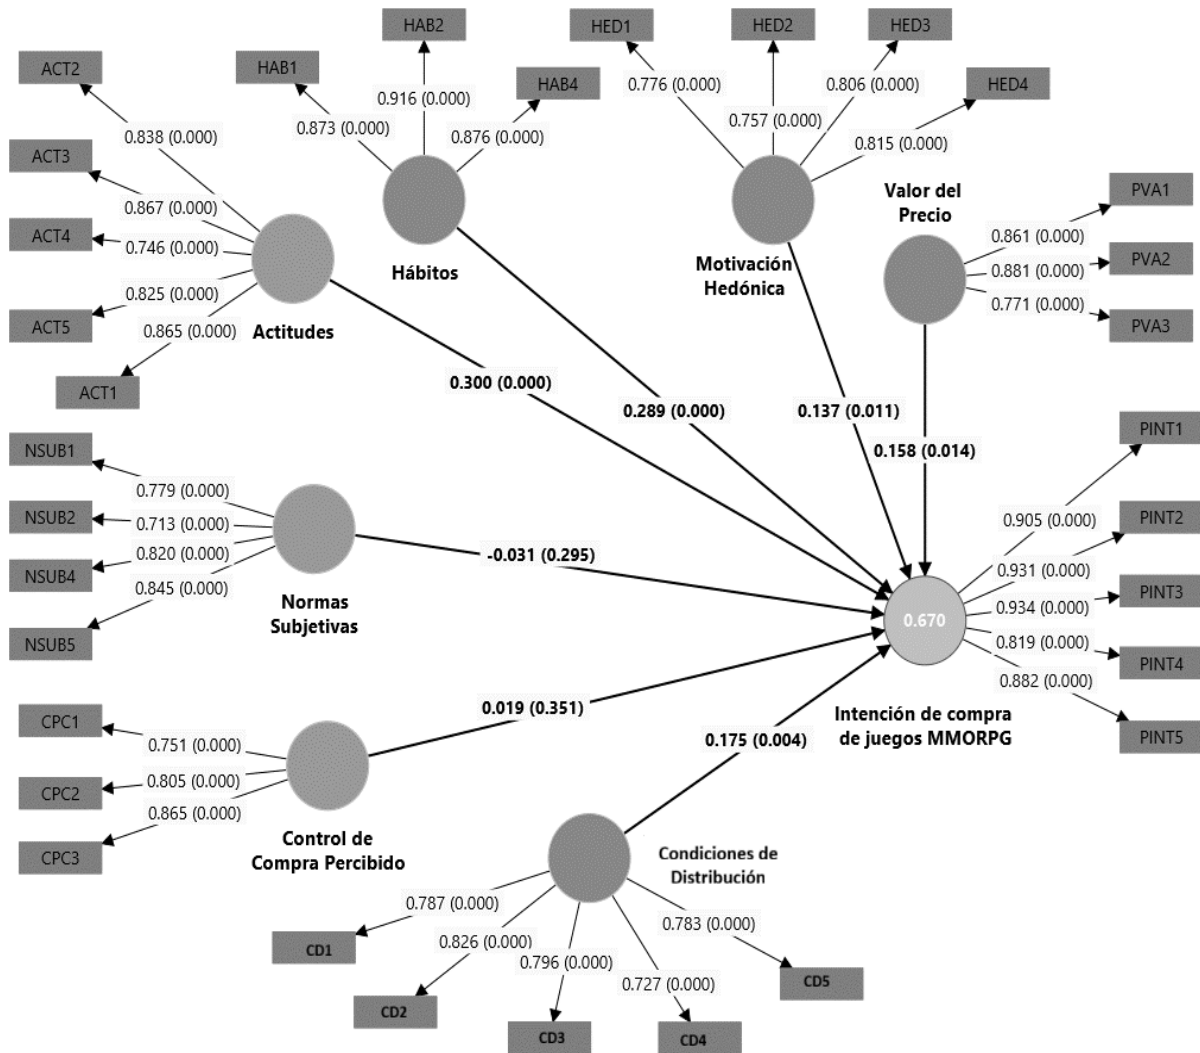 HAB2
HED1
HED2
HED3
ACT2
HAB1
HAB4
HED4
0.776 (0.000)
0.806 (0.000)
0.916 (0.000)
0.757 (0.000)
0.838 (0.000)
0.873 (0.000)
0.876 (0.000)
0.815 (0.000)
ACT3
0.867 (0.000)
ACT4
0.746 (0.000)
0.825 (0.000)
ACT5
0.865 (0.000)
ACT1
Actitudes
Hábitos
Motivación
Hedónica
Valor del
Precio
PVA1
0.861 (0.000)
PVA2
0.881 (0.000)
0.771 (0.000)
PVA3
0.300 (0.000)
0.289 (0.000)
0.137 (0.011)
0.158 (0.014)
NSUB1
0.779 (0.000)
NSUB2
0.713 (0.000)
0.820 (0.000)
NSUB4
0.845 (0.000)
NSUB5
Normas
Subjetivas
-0.031 (0.295)
PINT1
0.905 (0.000)
PINT2
0.931 (0.000)
PINT3
0.934 (0.000)
0.819 (0.000)
PINT4
0.882 (0.000)
PINT5
0.670
Intención de compra
de juegos MMORPG
CPC1
0.751 (0.000)
CPC2
0.805 (0.000)
0.865 (0.000)
CPC3
Control de
Compra Percibido
0.019 (0.351)
0.175 (0.004)
Condiciones de
Distribución
0.787 (0.000)
0.826 (0.000)
0.796 (0.000)
0.727 (0.000)
0.783 (0.000)
CD1
CD2
CD3
CD4
CD5